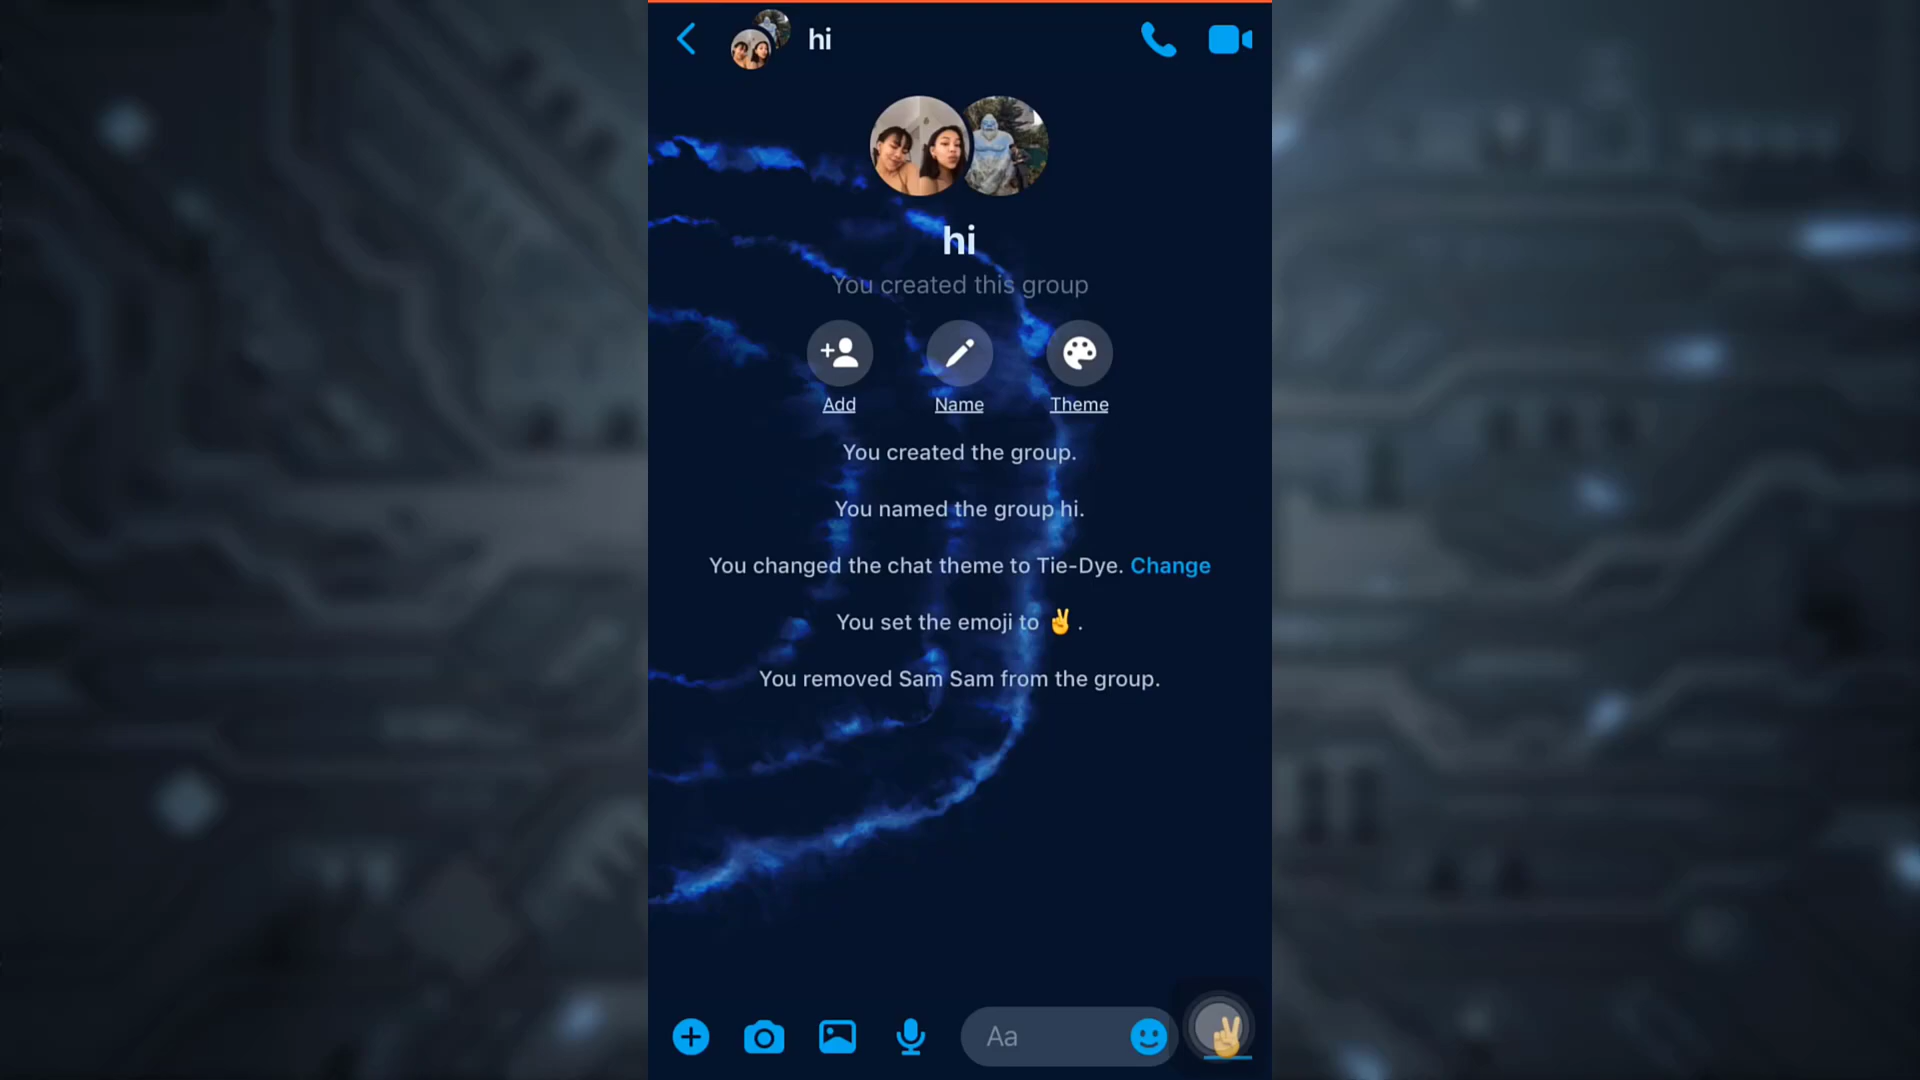 hi
hi
You created this group
Add
Name
Theme
You created the group.
You named the group hi.
You changed the chat theme to Tie-Dye. Change
You set the emoji to ✌️.
You removed Sam Sam from the group.
Aa